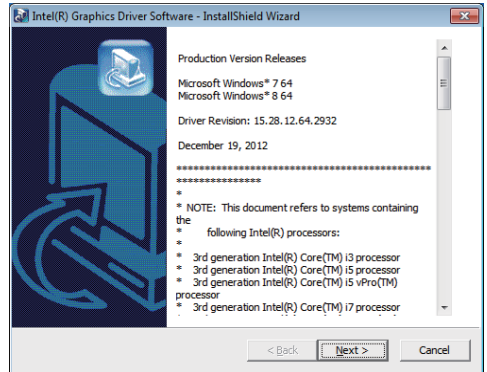 Intel(R) Graphics Driver Software - InstallShield Wizard
Production Version Releases
Microsoft Windows* 7 64
Microsoft Windows* 8 64
Driver Revision: 15.28.12.64.2932
December 19, 2012
************************************************
***************
*
* NOTE: This document refers to systems containing
the
* following Intel(R) processors:
*
* 3rd generation Intel(R) Core(TM) i3 processor
* 3rd generation Intel(R) Core(TM) i5 processor
* 3rd generation Intel(R) Core(TM) i5 vPro(TM)
processor
* 3rd generation Intel(R) Core(TM) i7 processor
< Back
Next >
Cancel